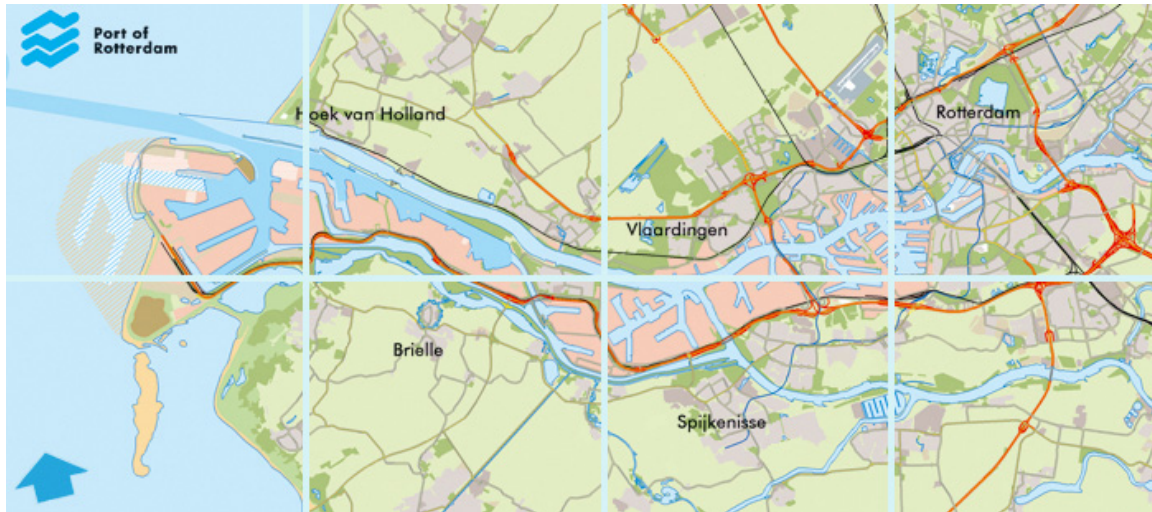 Port of
Rotterdam
Hoek van Holland
Rotterdam
Vlaardingen
Brielle
Spijkenisse